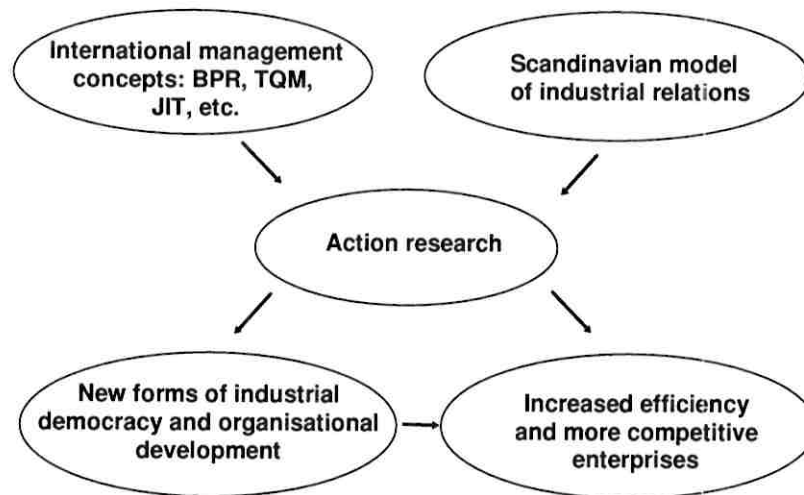 International management
concepts: BPR, TQM,
JIT, etc.
Scandinavian model
of industrial relations
Action research
New forms of industrial
democracy and organisational
development
Increased efficiency
and more competitive
enterprises